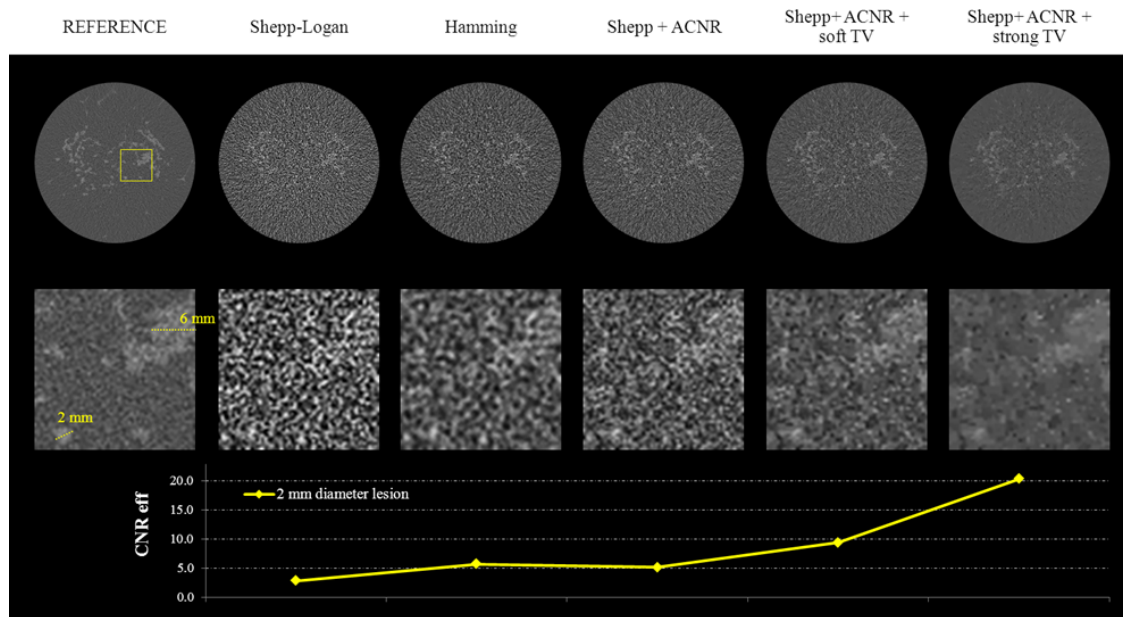 REFERENCE
Shepp-Logan
Hamming
Shepp + ACNR
Shepp+ ACNR +
soft TV
Shepp+ ACNR +
strong TV
6 mm
2 mm
CNR eff
20.0
15.0
10.0
5.0
0.0
2 mm diameter lesion